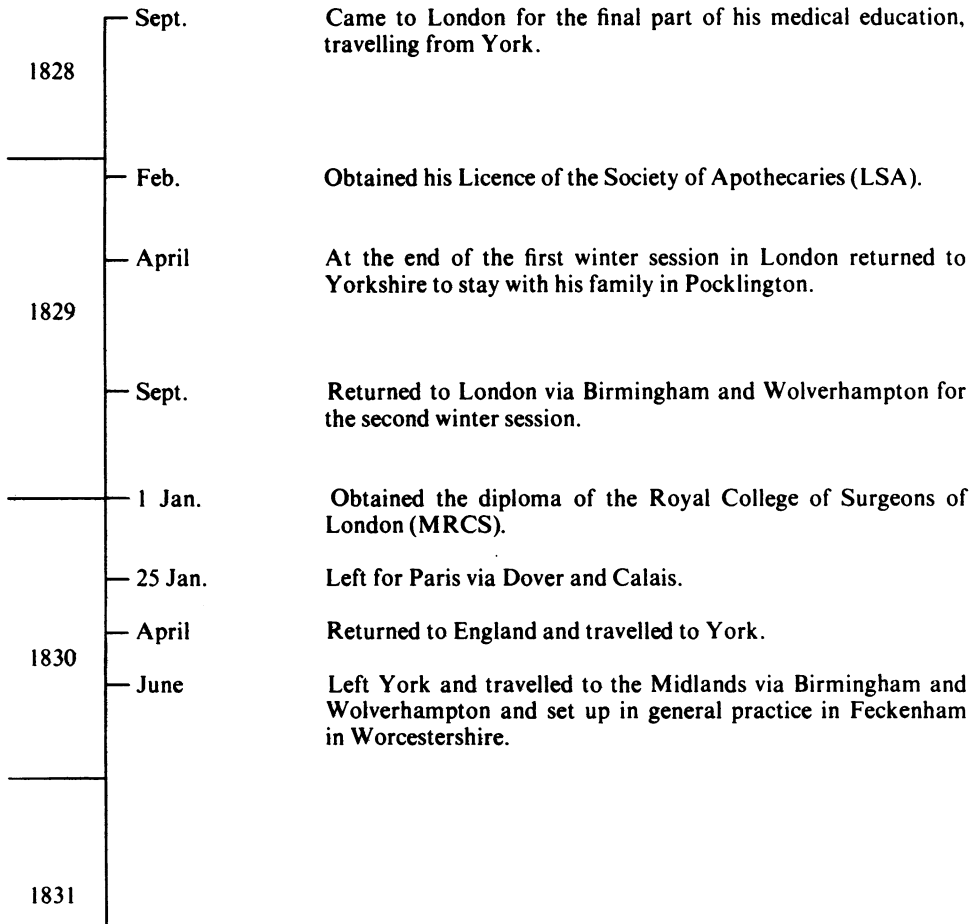 Sept. Came to London for the final part of his medical education,
travelling from York.
1828
Feb. Obtained his Licence of the Society of Apothecaries (LSA).
April At the end of the first winter session in London returned to
Yorkshire to stay with his family in Pocklington.
1829
Sept. Returned to London via Birmingham and Wolverhampton for
the second winter session.
1 Jan. Obtained the diploma of the Royal College of Surgeons of
London (MRCS).
25 Jan. Left for Paris via Dover and Calais.
April Returned to England and travelled to York.
1830
June Left York and travelled to the Midlands via Birmingham and
Wolverhampton and set up in general practice in Feckenham
in Worcestershire.
1831